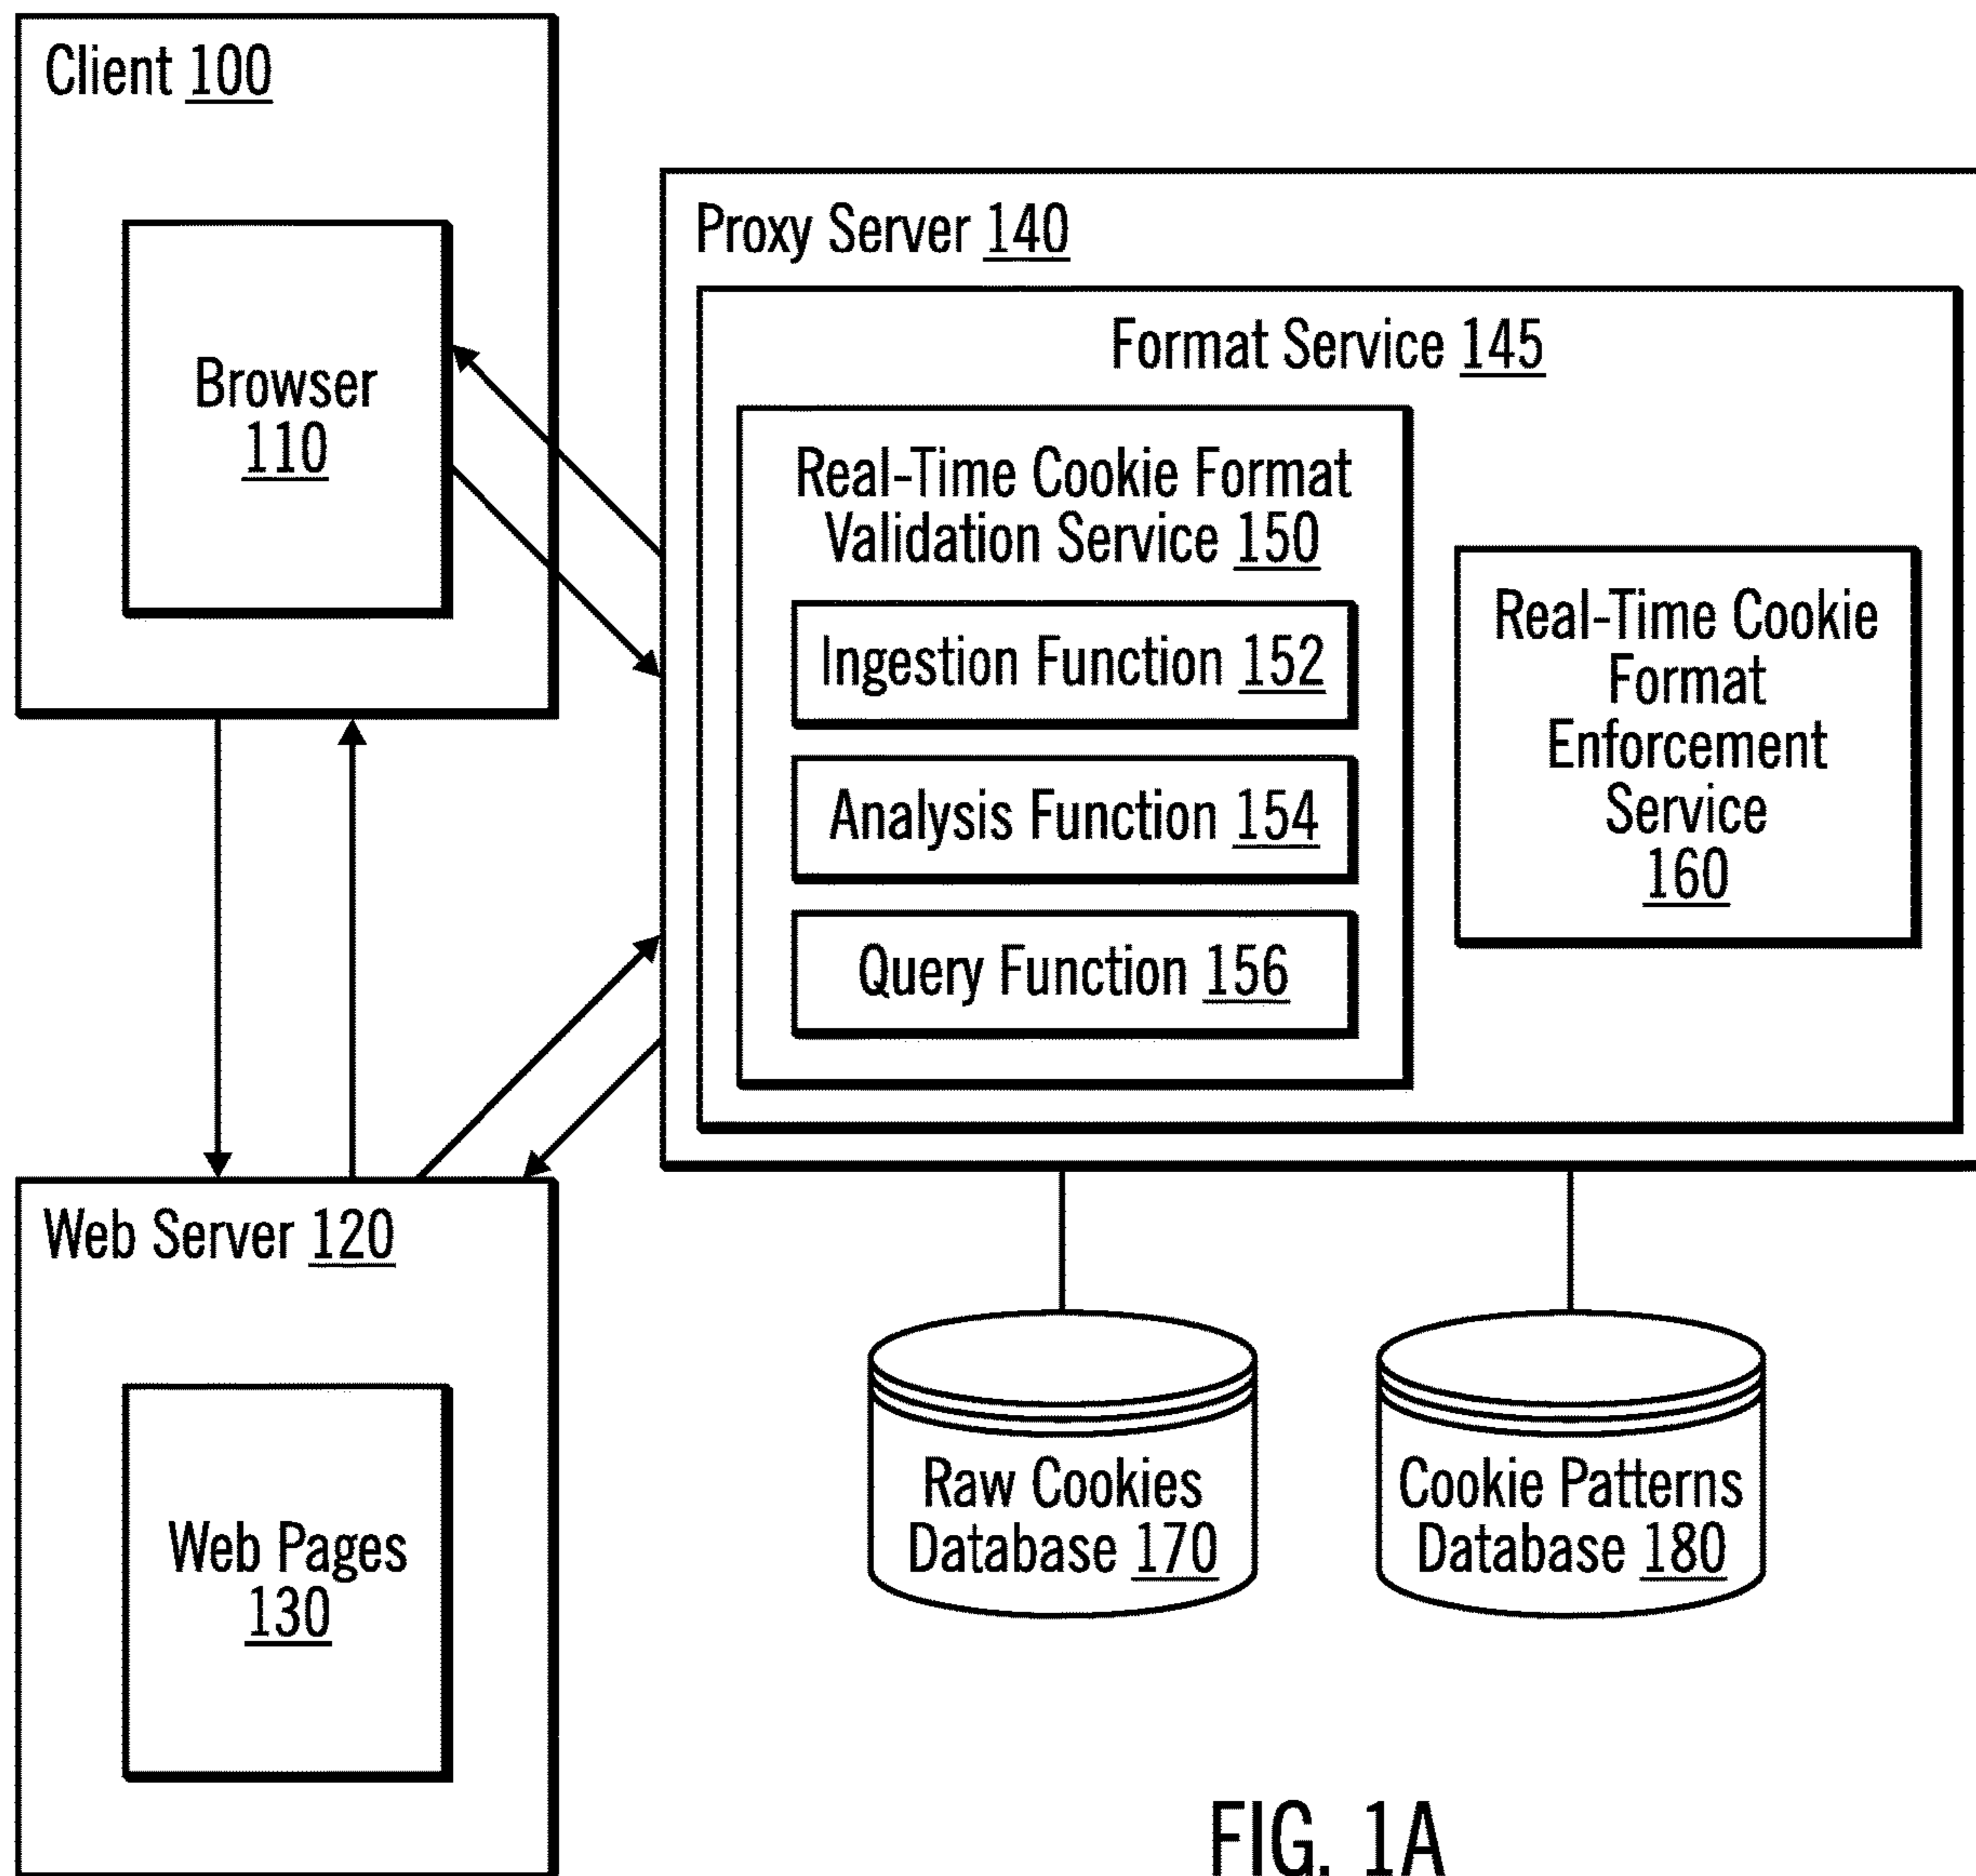 Client 100
Browser
110
Proxy Server 140
Format Service 145
Real-Time Cookie Format
Validation Service 150
Ingestion Function 152
Analysis Function 154
Query Function 156
Real-Time Cookie
Format
Enforcement
Service
160
Web Server 120
Web Pages
130
Raw Cookies
Database 170
Cookie Patterns
Database 180
FIG. 1A